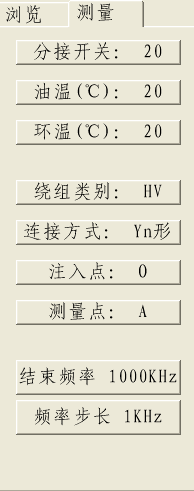 浏览 测量
分接开关： 20
油温(℃)： 20
环温(℃)： 20
绕组类别： HV
连接方式： Yn形
注入点： O
测量点： A
结束频率 1000KHz
频率步长 1KHz